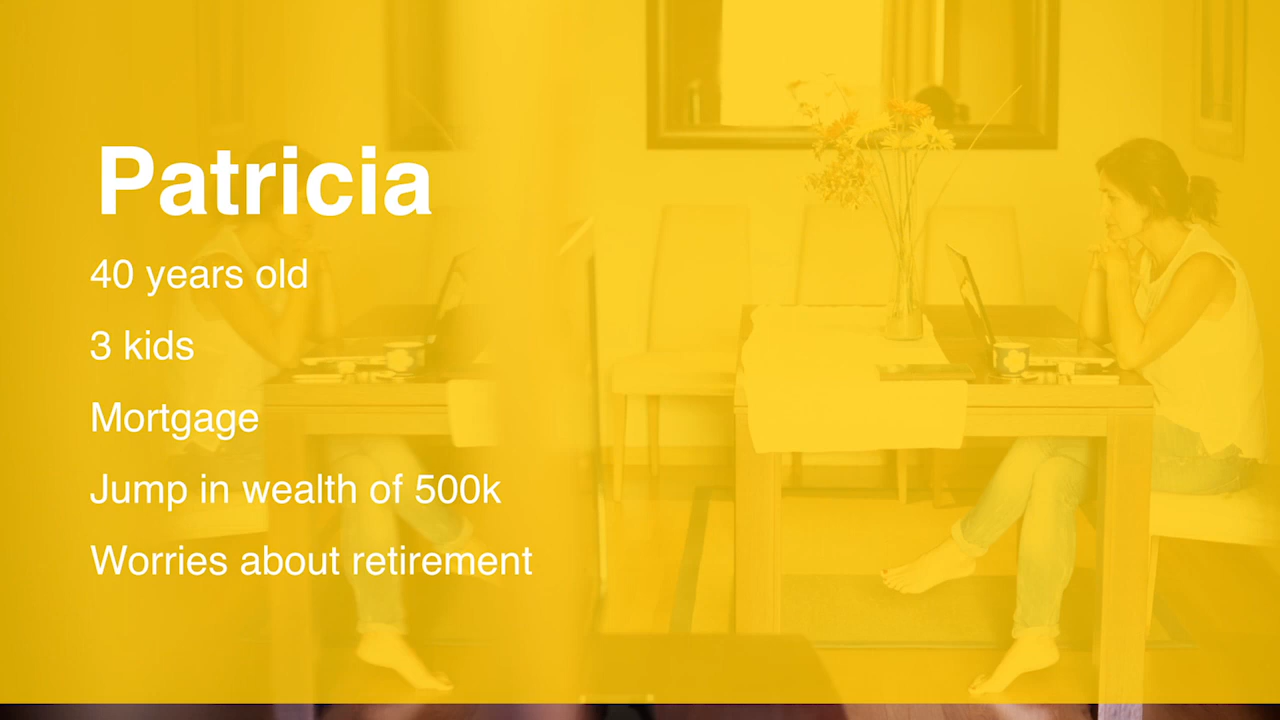 Patricia
40 years old
3 kids
Mortgage
Jump in wealth of 500k
Worries about retirement